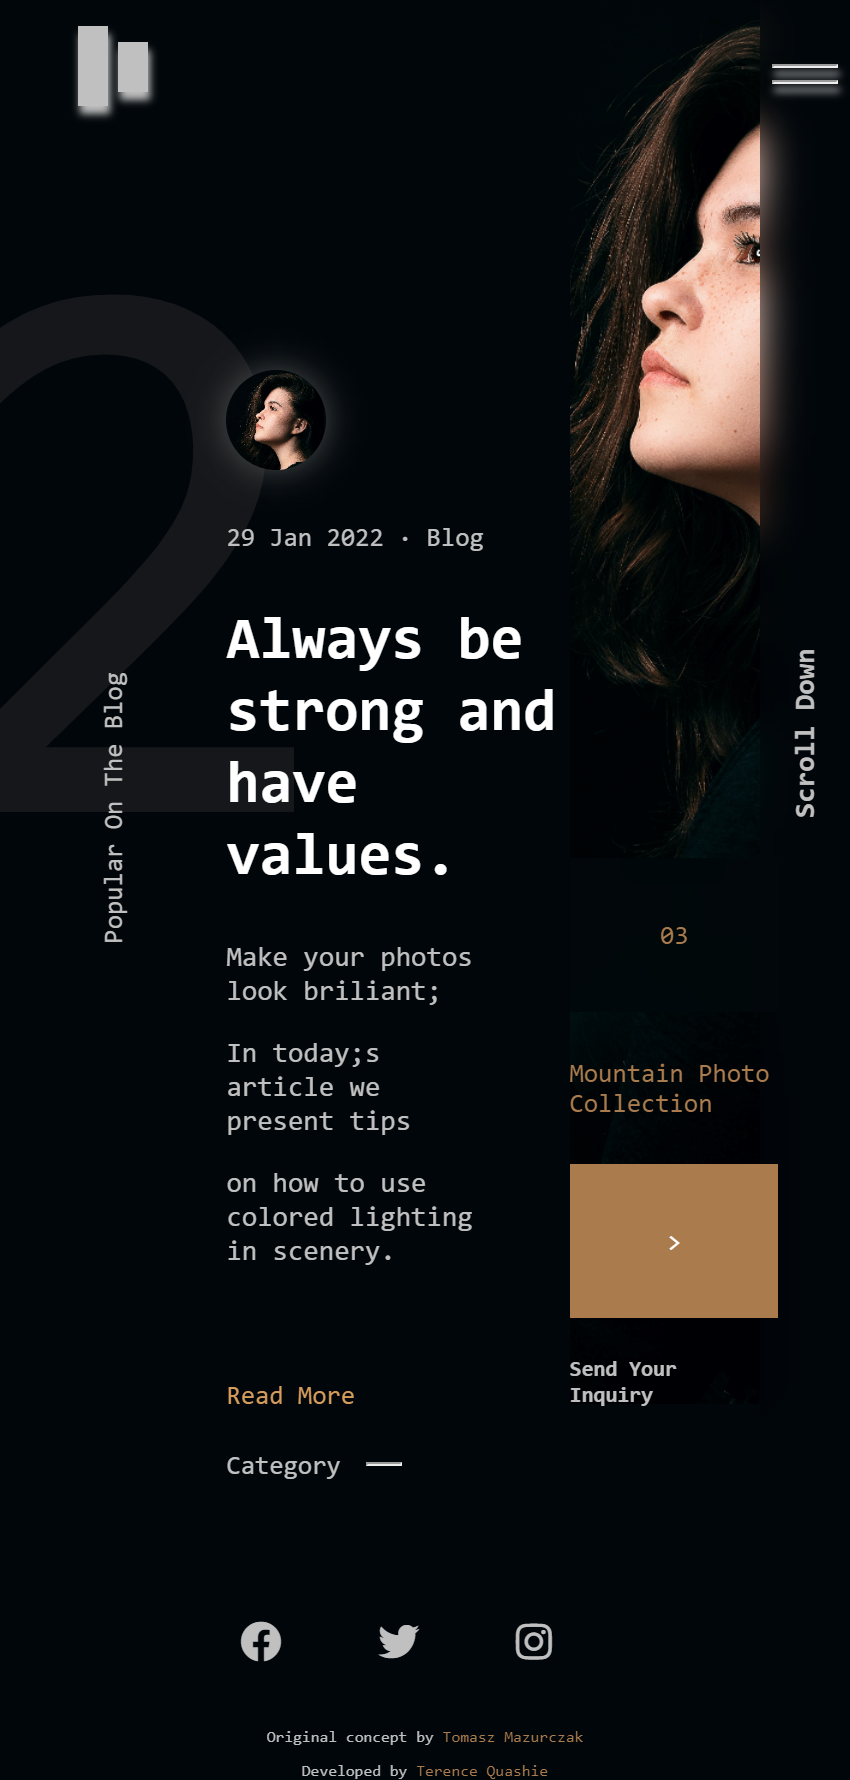 2
29 Jan 2022 · Blog
Popular On The Blog
Always be
strong and
have
values.
Make your photos
look briliant;
In today;s
article we
present tips
on how to use
colored lighting
in scenery.
Read More
Category
Scroll Down
03
Mountain Photo
Collection
>
Send Your
Inquiry
Original concept by Tomasz Mazurczak
Developed by Terence Quashie